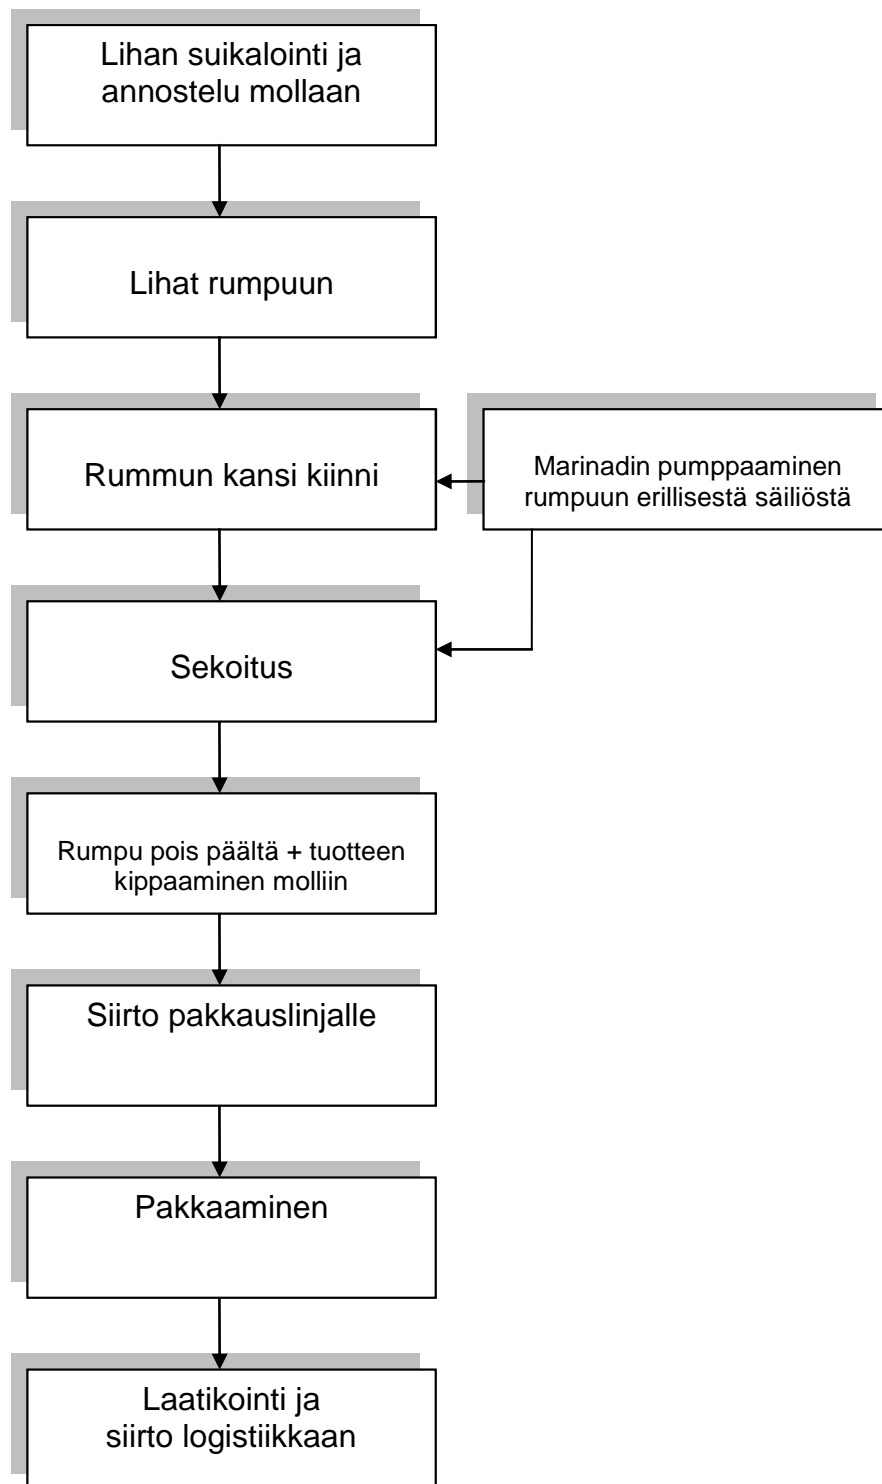 Lihan suikalointi ja
annostelu mollaan
Lihat rumpuun
Rummun kansi kiinni
Marinadin pumppaaminen
rumpuun erillisestä säiliöstä
Sekoitus
Rumpu pois päältä + tuotteen
kippaaminen molliin
Siirto pakkauslinjalle
Pakkaaminen
Laatikointi ja
siirto logistiikkaan